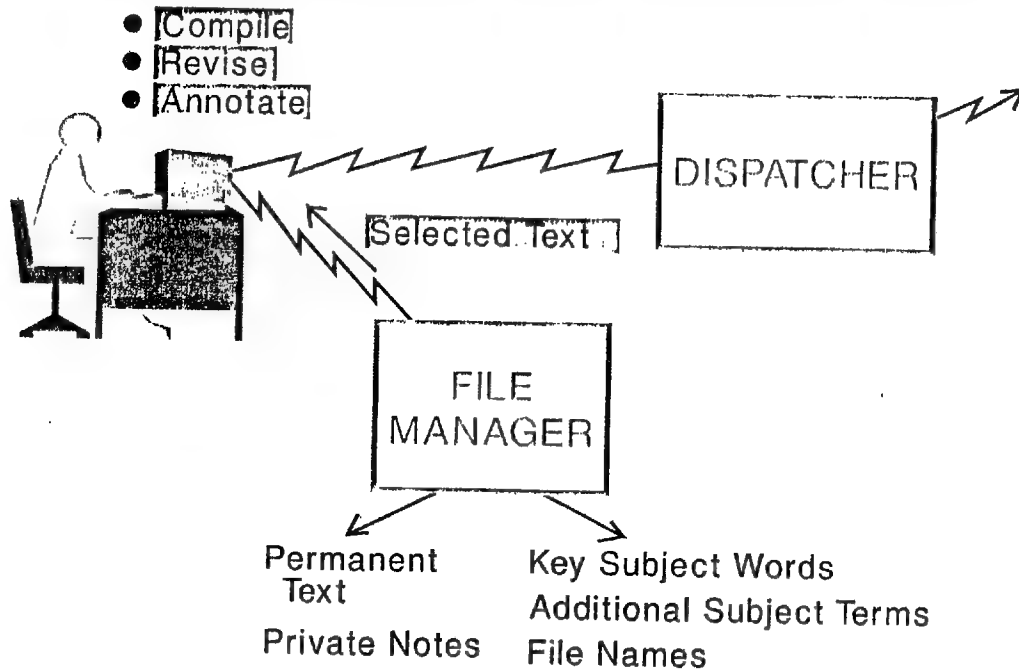 ● Compile
● Revise
● Annotate
DISPATCHER
Selected Text
FILE
MANAGER
Permanent
Text
Private Notes
Key Subject Words
Additional Subject Terms
File Names